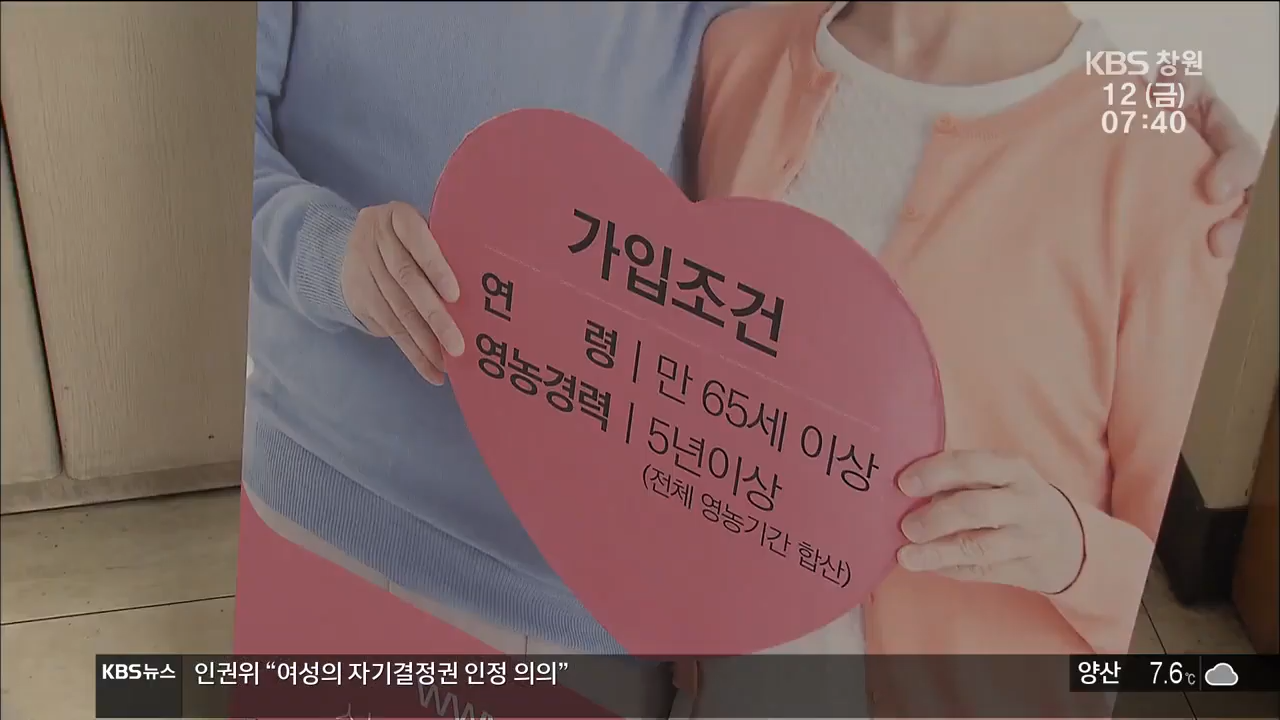 KBS 창원
12 (금)
07:40
가입조건
연 령 | 만 65세 이상
영농경력 | 5년이상
(전체 영농기간 합산)
KBS뉴스 인권위 “여성의 자기결정권 인정 의의”
양산 7.6℃
www